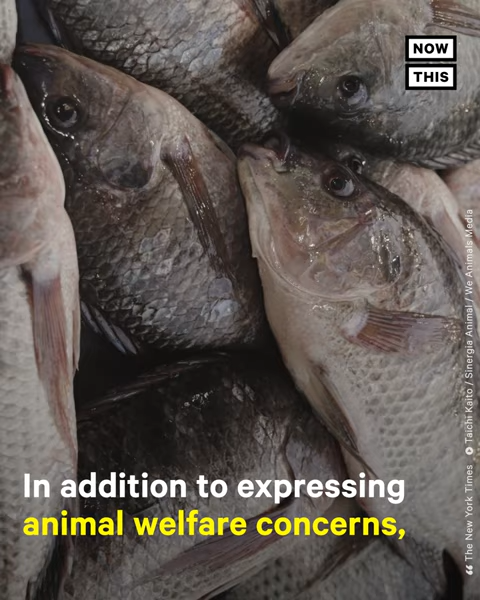 NOW
THIS
In addition to expressing
animal welfare concerns,
The New York Times Taichi Kaito / Sinergia Animal / We Animals Media